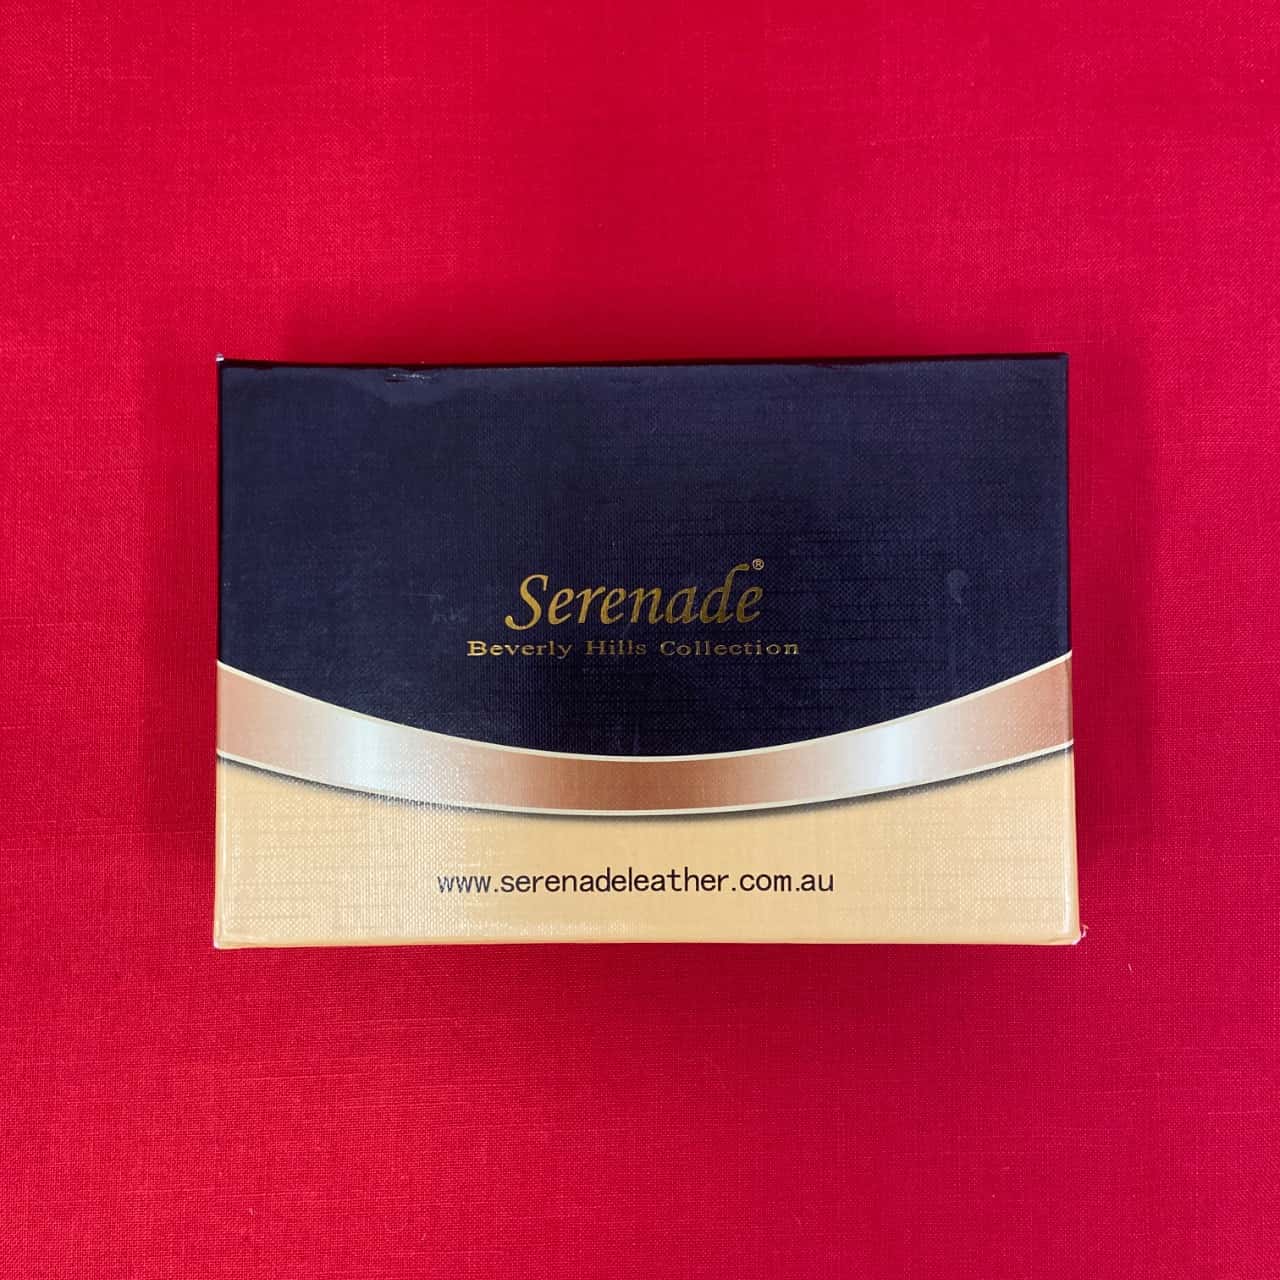 Serenade®
Beverly Hills Collection
www.serenadeleather.com.au